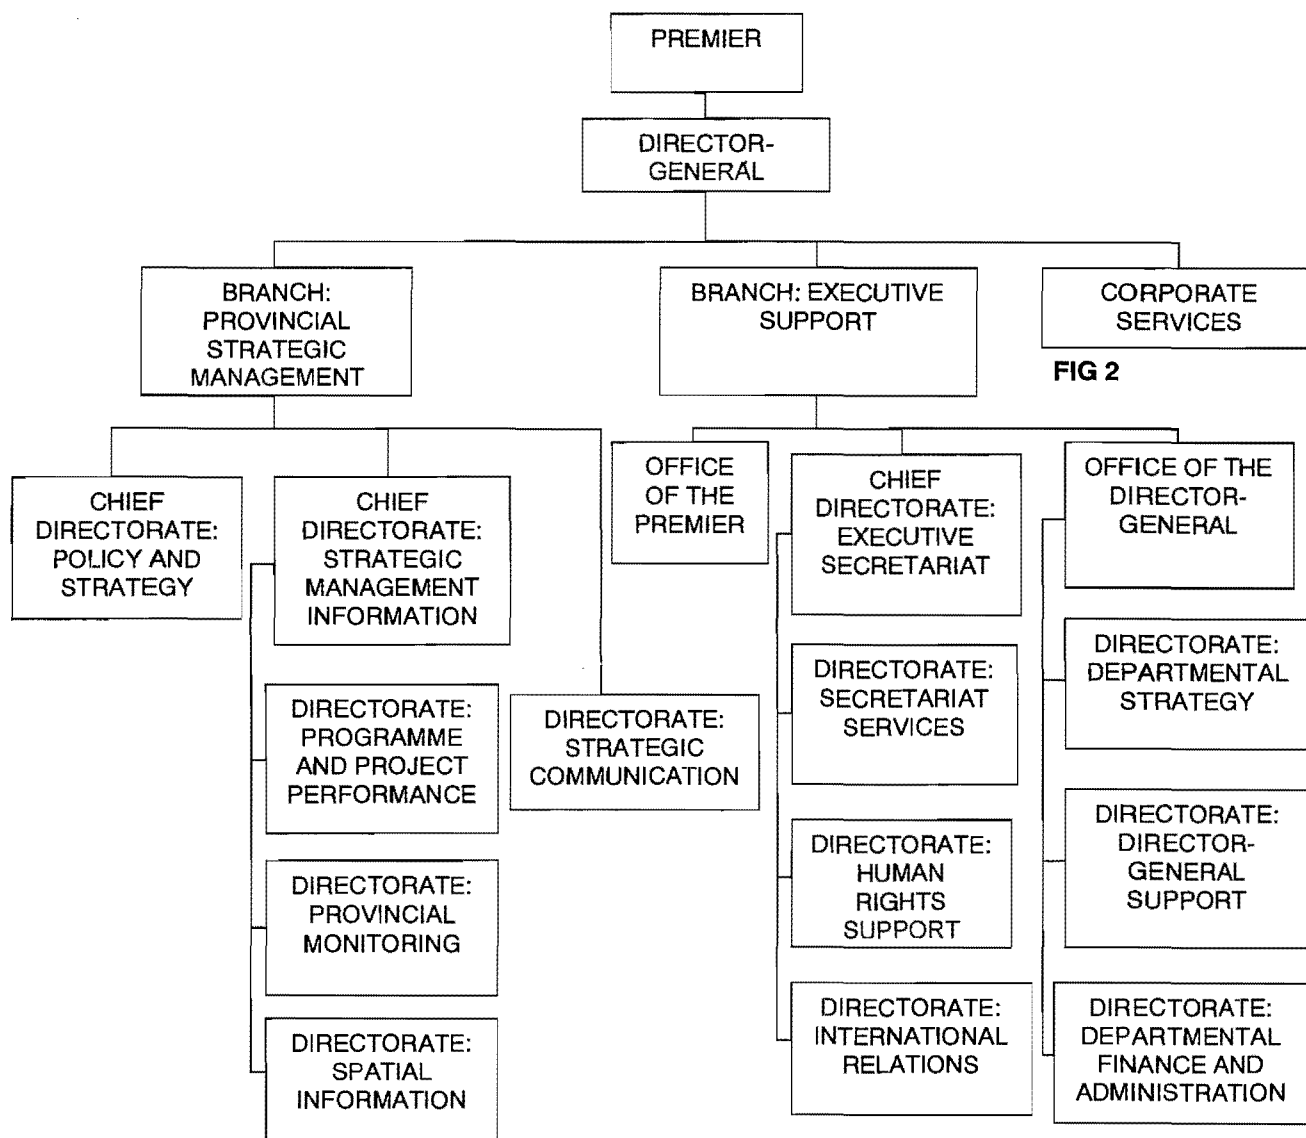 PREMIER
DIRECTOR-
GENERAL
BRANCH:
PROVINCIAL
STRATEGIC
MANAGEMENT
BRANCH: EXECUTIVE
SUPPORT
CORPORATE
SERVICES
FIG 2
CHIEF
DIRECTORATE:
POLICY AND
STRATEGY
CHIEF
DIRECTORATE:
STRATEGIC
MANAGEMENT
INFORMATION
DIRECTORATE:
PROGRAMME
AND PROJECT
PERFORMANCE
DIRECTORATE:
PROVINCIAL
MONITORING
DIRECTORATE:
SPATIAL
INFORMATION
DIRECTORATE:
STRATEGIC
COMMUNICATION
OFFICE
OF THE
PREMIER
CHIEF
DIRECTORATE:
EXECUTIVE
SECRETARIAT
DIRECTORATE:
SECRETARIAT
SERVICES
DIRECTORATE:
HUMAN
RIGHTS
SUPPORT
DIRECTORATE:
INTERNATIONAL
RELATIONS
OFFICE OF THE
DIRECTOR-
GENERAL
DIRECTORATE:
DEPARTMENTAL
STRATEGY
DIRECTORATE:
DIRECTOR-
GENERAL
SUPPORT
DIRECTORATE:
DEPARTMENTAL
FINANCE AND
ADMINISTRATION